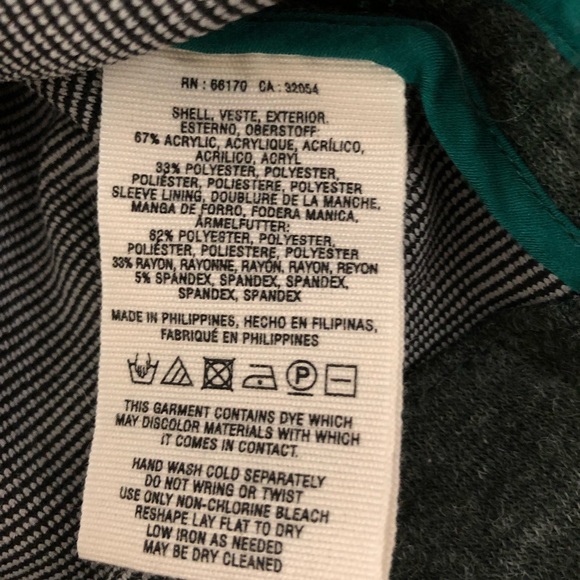 RN : 66170 CA : 32054
SHELL, VESTE, EXTERIOR.
ESTERNO, OBERSTOFF:
67% ACRYLIC, ACRYLIQUE, ACRÍLICO,
ACRILICO, ACRYL
33% POLYESTER, POLYESTER,
POLIÉSTER, POLIESTERE, POLYESTER
SLEEVE LINING, DOUBLURE DE LA MANCHE,
MANGA DE FORRO, FODERA MANICA,
ÄRMELFUTTER:
62% POLYESTER, POLYESTER,
POLIÉSTER, POLIESTERE, POLYESTER
33% RAYON, RAYONNE, RAYÓN, RAYON, REYON
5% SPANDEX, SPANDEX, SPANDEX,
SPANDEX, SPANDEX
MADE IN PHILIPPINES, HECHO EN FILIPINAS,
FABRIQUÉ EN PHILIPPINES
P
THIS GARMENT CONTAINS DYE WHICH
MAY DISCOLOR MATERIALS WITH WHICH
IT COMES IN CONTACT.
HAND WASH COLD SEPARATELY
DO NOT WRING OR TWIST
USE ONLY NON-CHLORINE BLEACH
RESHAPE LAY FLAT TO DRY
LOW IRON AS NEEDED
MAY BE DRY CLEANED